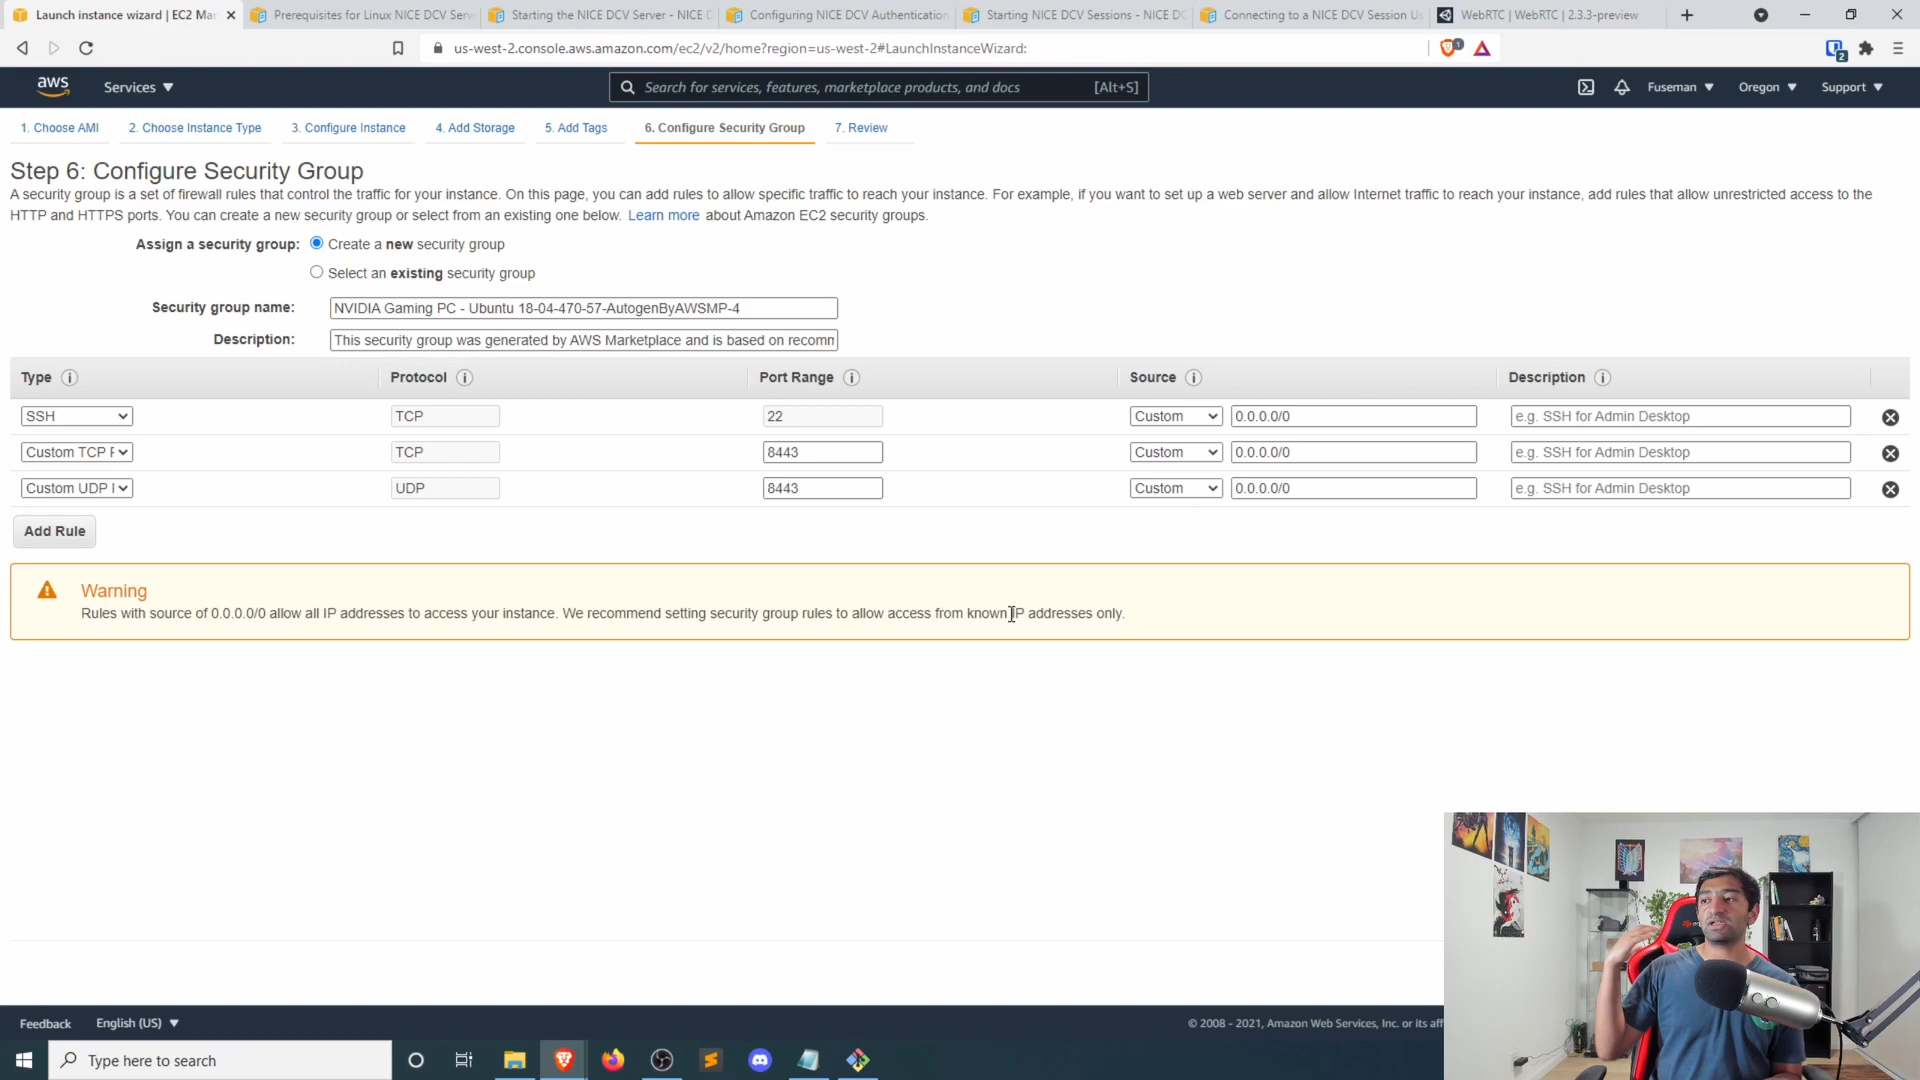 Launch instance wizard | EC2 Mar
Prerequisites for Linux NICE DCV Serv
Starting the NICE DCV Server - NICE D
Configuring NICE DCV Authentication
Starting NICE DCV Sessions - NICE DC
Connecting to a NICE DCV Session Us
WebRTC | WebRTC | 2.3.3-preview
us-west-2.console.aws.amazon.com/ec2/v2/home?region=us-west-2#LaunchInstanceWizard:
1
2
aws
Services
Search for services, features, marketplace products, and docs
[Alt+S]
Fuseman
Oregon
Support
1. Choose AMI
2. Choose Instance Type
3. Configure Instance
4. Add Storage
5. Add Tags
6. Configure Security Group
7. Review
Step 6: Configure Security Group
A security group is a set of firewall rules that control the traffic for your instance. On this page, you can add rules to allow specific traffic to reach your instance. For example, if you want to set up a web server and allow Internet traffic to reach your instance, add rules that allow unrestricted access to the
HTTP and HTTPS ports. You can create a new security group or select from an existing one below. Learn more about Amazon EC2 security groups.
Assign a security group:
Create a new security group
Select an existing security group
Security group name:
NVIDIA Gaming PC - Ubuntu 18-04-470-57-AutogenByAWSMP-4
Description:
This security group was generated by AWS Marketplace and is based on recomm
Type
Protocol
Port Range
Source
Description
SSH
TCP
22
Custom
0.0.0.0/0
e.g. SSH for Admin Desktop
Custom TCP F
TCP
8443
Custom
0.0.0.0/0
e.g. SSH for Admin Desktop
Custom UDP I
UDP
8443
Custom
0.0.0.0/0
e.g. SSH for Admin Desktop
Add Rule
Warning
Rules with source of 0.0.0.0/0 allow all IP addresses to access your instance. We recommend setting security group rules to allow access from known IP addresses only.
Feedback
English (US)
© 2008 - 2021, Amazon Web Services, Inc. or its aff
Type here to search